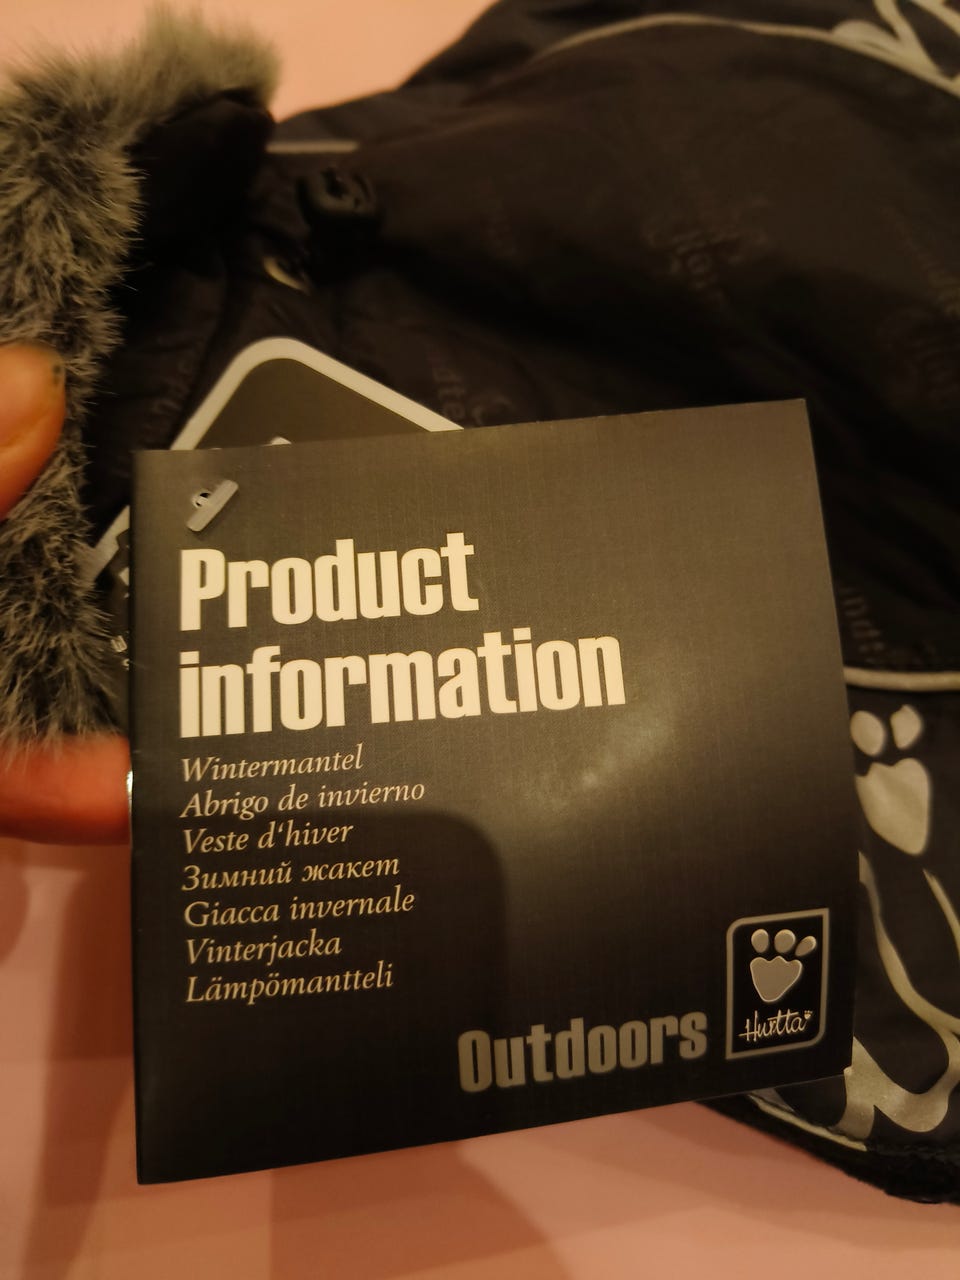 Product
information
Wintermantel
Abrigo de invierno
Veste d'hiver
Зимний жакет
Giacca invernale
Vinterjacka
Lämpömantteli
Outdoors
Hurtta